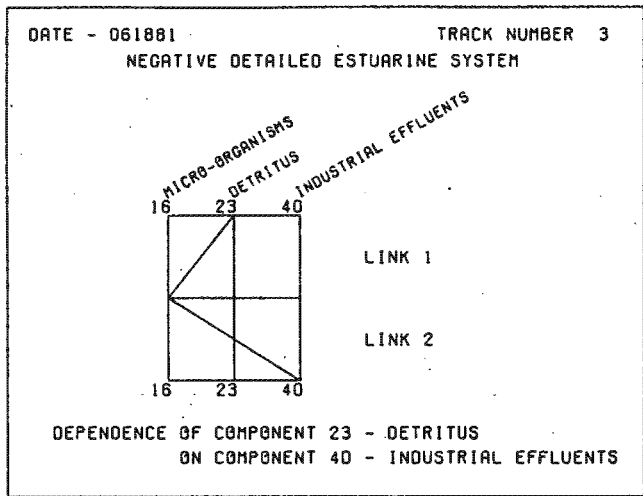 DATE - 061881 TRACK NUMBER 3
NEGATIVE DETAILED ESTUARINE SYSTEM
MICRO-ORGANISMS
DETRITUS
INDUSTRIAL EFFLUENTS
16 23 40
LINK 1
LINK 2
16 23 40
DEPENDENCE OF COMPONENT 23 - DETRITUS
ON COMPONENT 40 - INDUSTRIAL EFFLUENTS